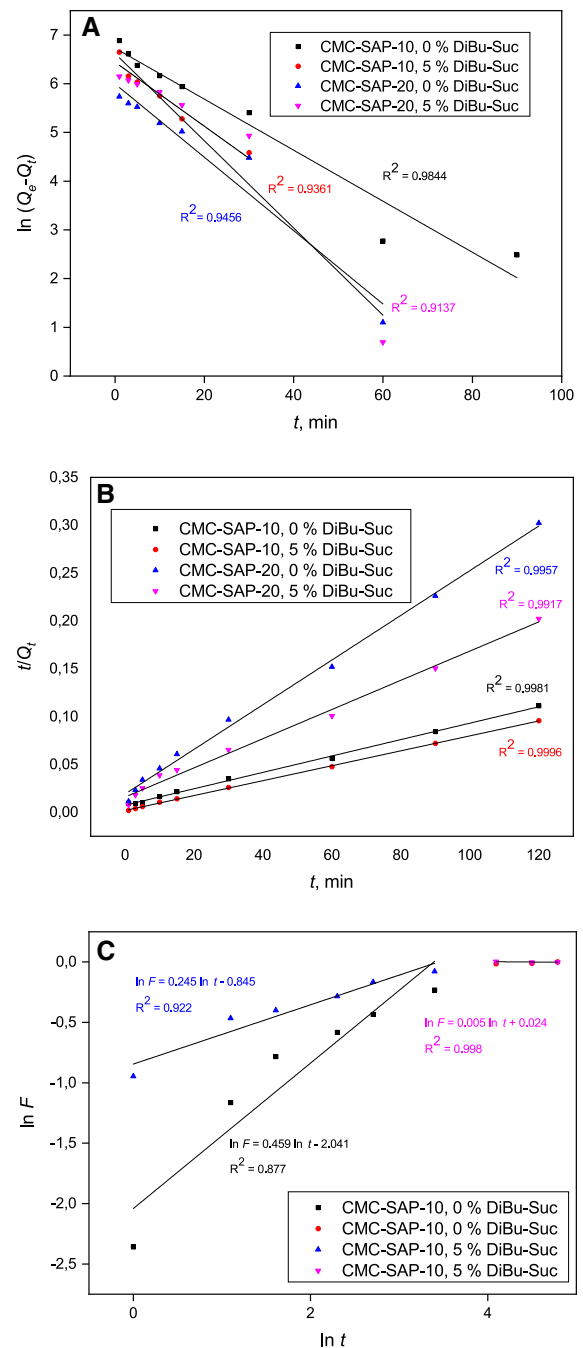 A
7
6
5
4
3
2
1
0
ln (Qe-Qt)
CMC-SAP-10, 0 % DiBu-Suc
CMC-SAP-10, 5 % DiBu-Suc
CMC-SAP-20, 0 % DiBu-Suc
CMC-SAP-20, 5 % DiBu-Suc
R2 = 0.9844
R2 = 0.9361
R2 = 0.9456
R2 = 0.9137
0 20 40 60 80 100
t, min
B
0,35
0,30
0,25
0,20
0,15
0,10
0,05
0,00
t/Qt
CMC-SAP-10, 0 % DiBu-Suc
CMC-SAP-10, 5 % DiBu-Suc
CMC-SAP-20, 0 % DiBu-Suc
CMC-SAP-20, 5 % DiBu-Suc
R2 = 0.9957
R2 = 0.9917
R2 = 0.9981
R2 = 0.9996
0 20 40 60 80 100 120
t, min
C
0,0
-0,5
-1,0
-1,5
-2,0
-2,5
ln F
ln F = 0.245 ln t - 0.845
R2 = 0.922
ln F = 0.005 ln t + 0.024
R2 = 0.998
ln F = 0.459 ln t - 2.041
R2 = 0.877
CMC-SAP-10, 0 % DiBu-Suc
CMC-SAP-10, 0 % DiBu-Suc
CMC-SAP-10, 5 % DiBu-Suc
CMC-SAP-10, 5 % DiBu-Suc
0 2 4
ln t